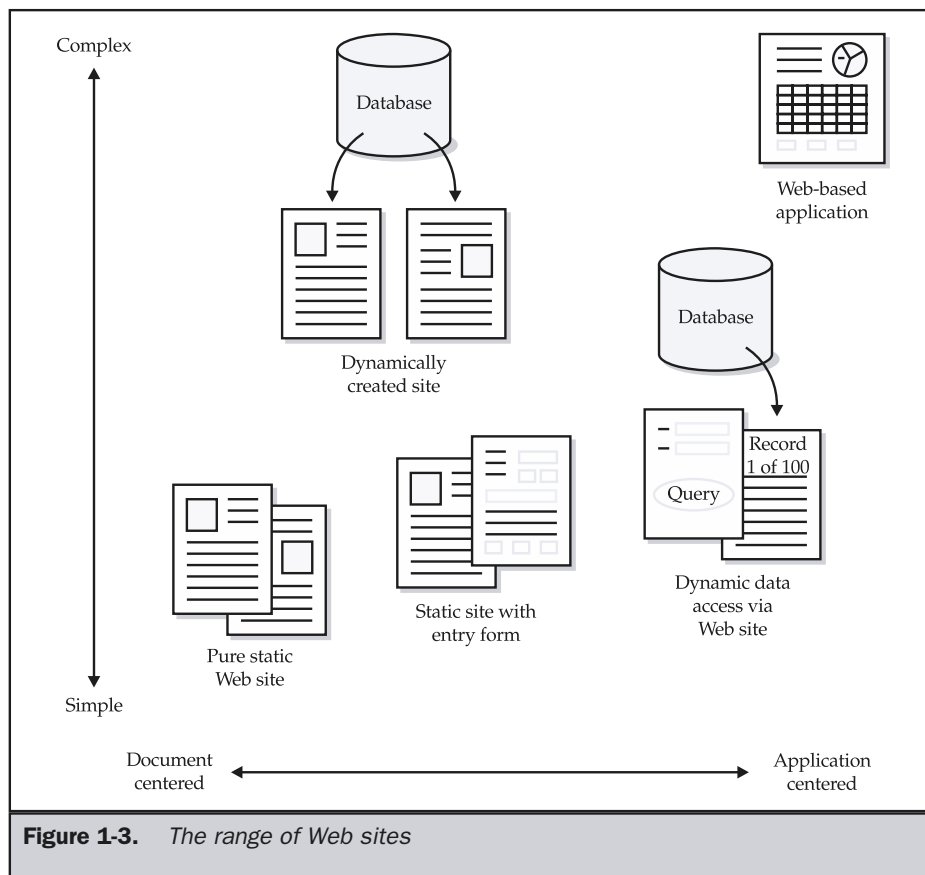 Complex
Database
Web-based
application
Database
Dynamically
created site
Record
1 of 100
Query
Static site with
entry form
Dynamic data
access via
Web site
Pure static
Web site
Simple
Document
centered
Application
centered
Figure 1-3. The range of Web sites